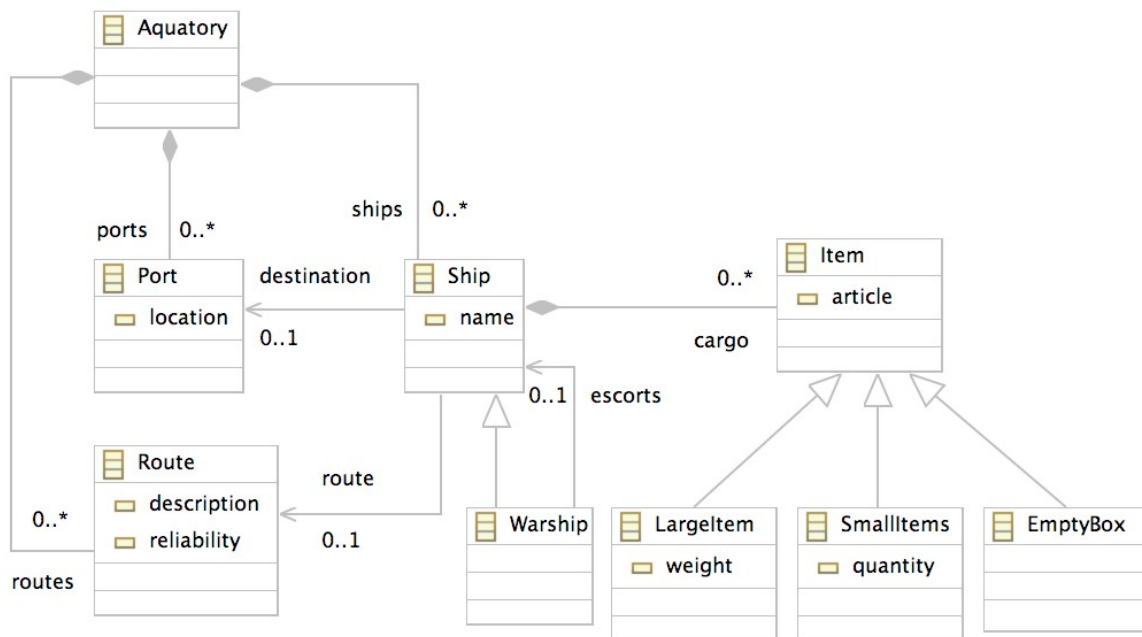 Aquatory
ships 0..*
ports 0..*
Port
location
destination
0..1
Ship
name
0..*
cargo
Item
article
0..1 escorts
Route
description
reliability
route
0..1
0..*
routes
Warship
LargeItem
weight
SmallItems
quantity
EmptyBox